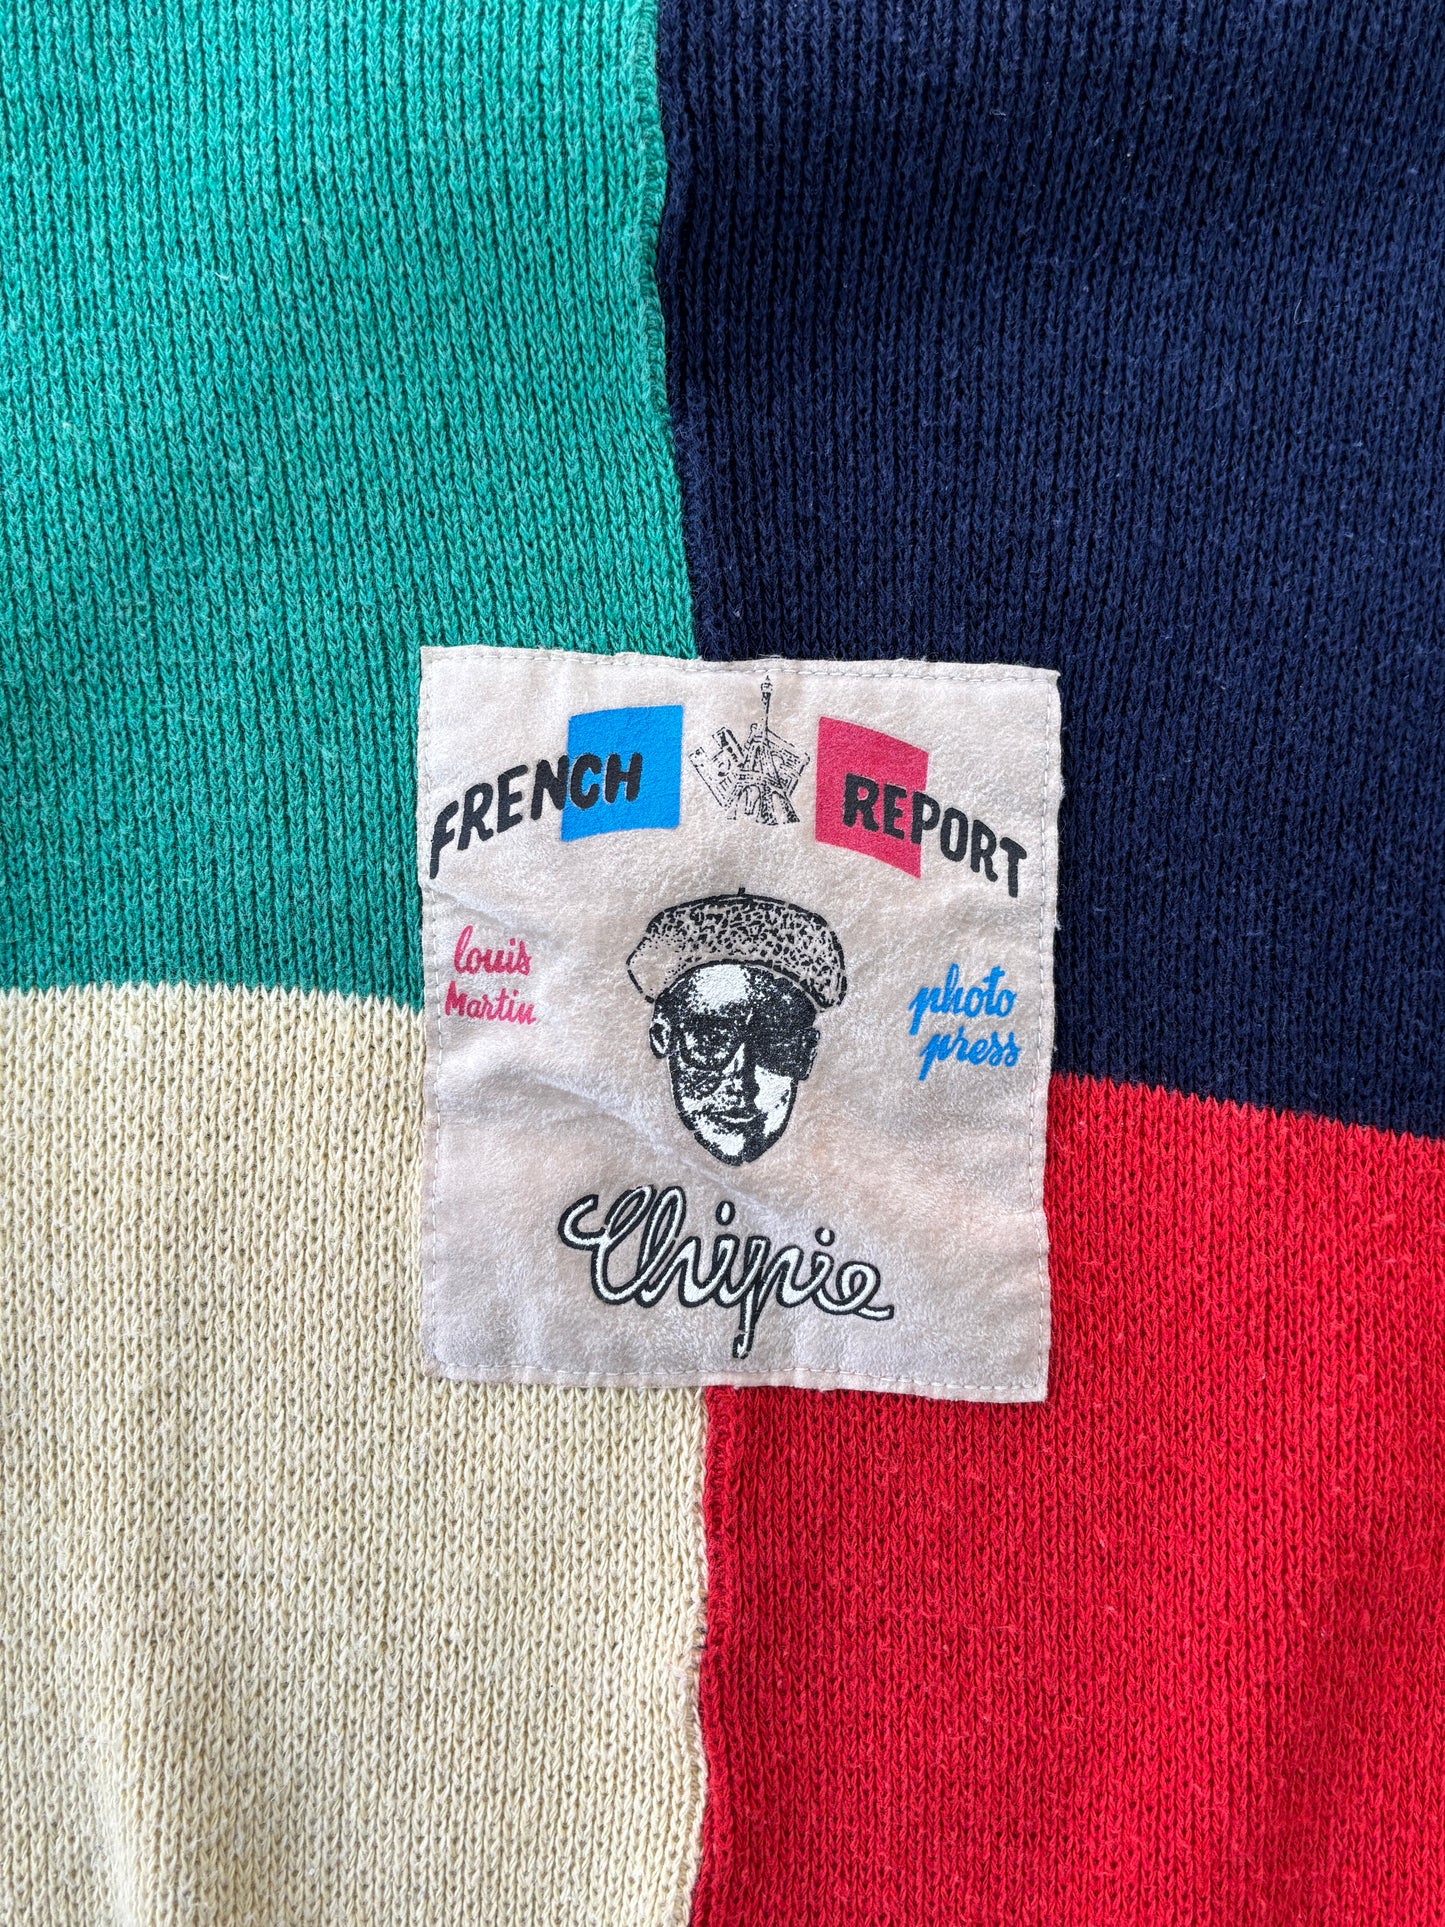 FRENCH REPORT
louis
Martin
photo
press
Chipie